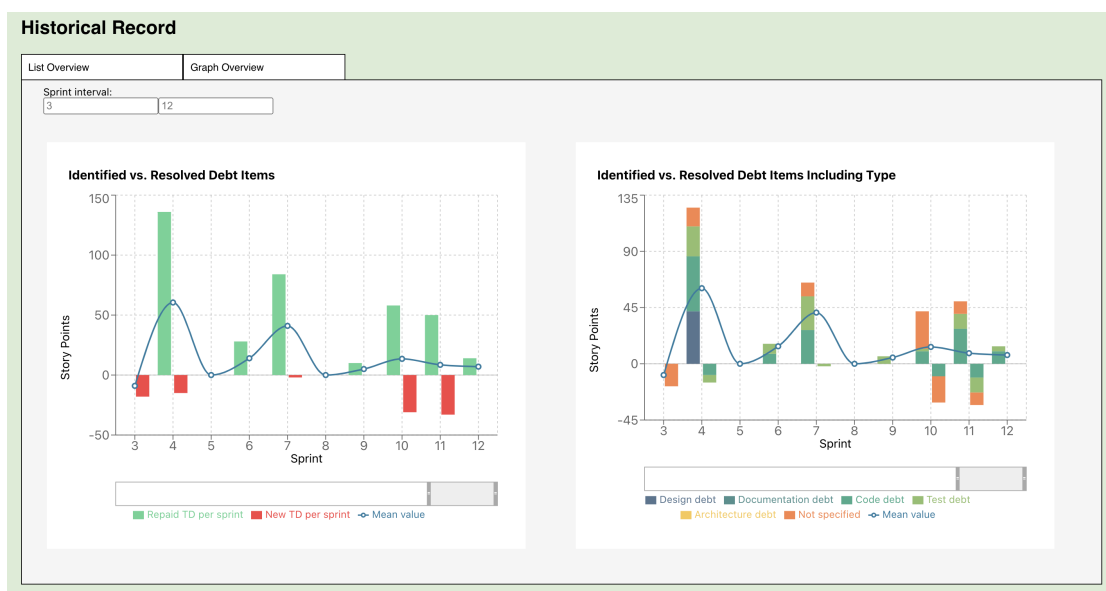 Historical Record
List Overview
Graph Overview
Sprint interval:
3
12
Identified vs. Resolved Debt Items
150
100
50
0
-50
Story Points
3 4 5 6 7 8 9 10 11 12
Sprint
Repaid TD per sprint New TD per sprint Mean value
Identified vs. Resolved Debt Items Including Type
135
90
45
0
-45
Story Points
3 4 5 6 7 8 9 10 11 12
Sprint
Design debt Documentation debt Code debt Test debt
Architecture debt Not specified Mean value